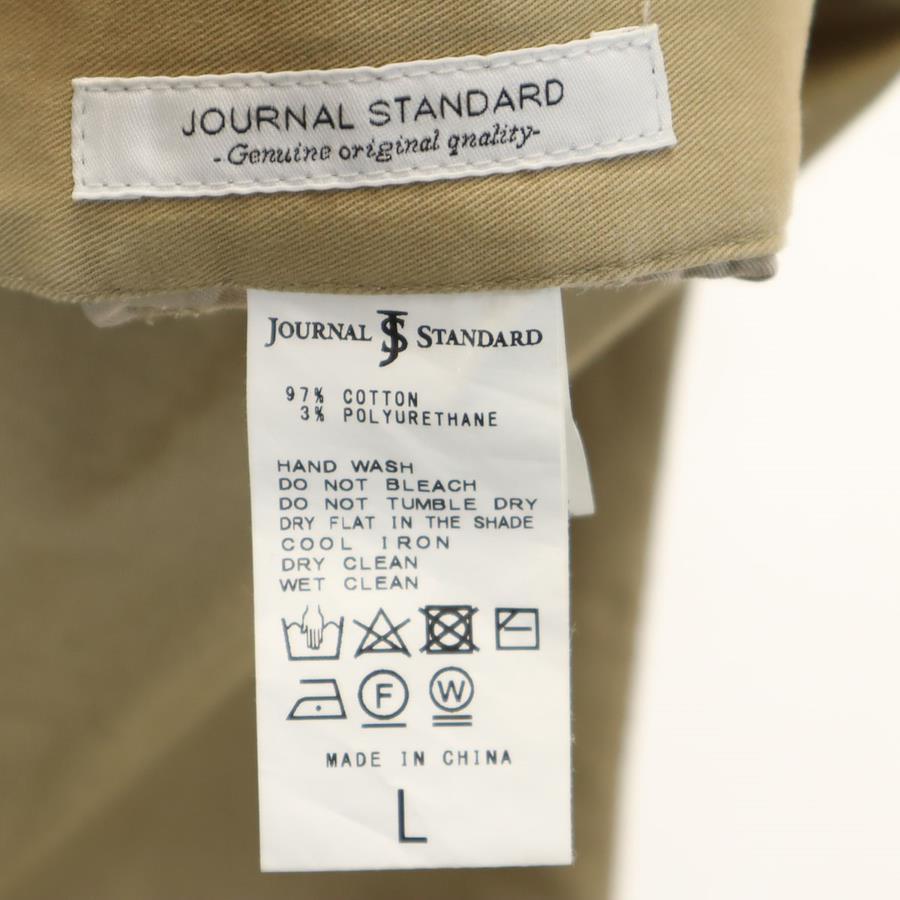 JOURNAL STANDARD
-Genuine original qnality-
JOURNAL JS STANDARD
97% COTTON
3% POLYURETHANE
HAND WASH
DO NOT BLEACH
DO NOT TUMBLE DRY
DRY FLAT IN THE SHADE
COOL IRON
DRY CLEAN
WET CLEAN
F W
MADE IN CHINA
L